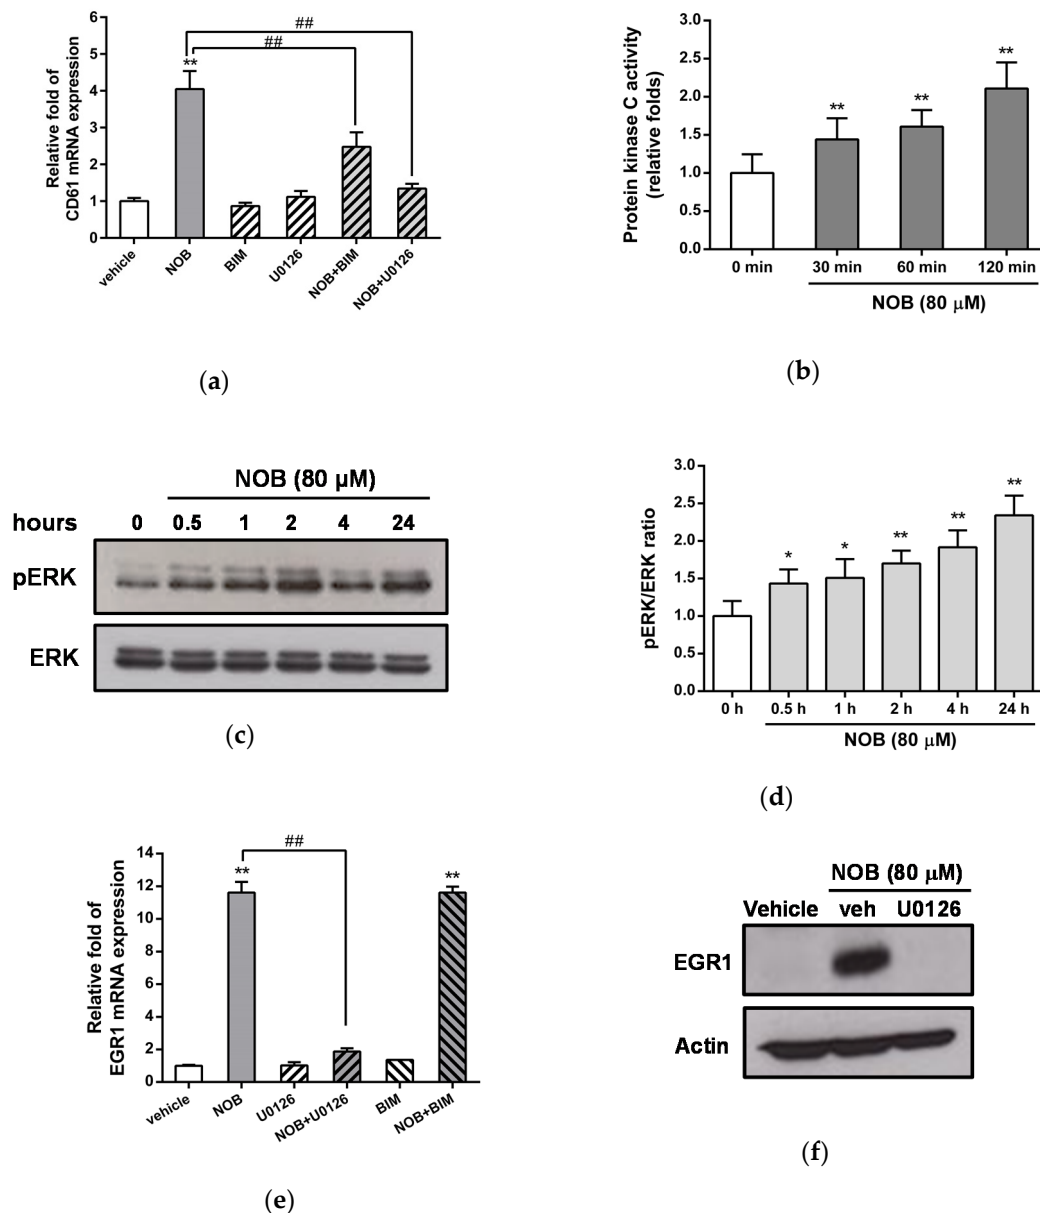 ##
##
**
Relative fold of
CD61 mRNA expression
6
5
4
3
2
1
0
vehicle
NOB
BIM
U0126
NOB+BIM
NOB+U0126
(a)
Protein kinase C activity
(relative folds)
3.0
2.5
2.0
1.5
1.0
0.5
0.0
**
**
**
0 min
30 min
60 min
120 min
NOB (80 μM)
(b)
NOB (80 μM)
hours 0 0.5 1 2 4 24
pERK
ERK
(c)
pERK/ERK ratio
3.0
2.5
2.0
1.5
1.0
0.5
0.0
*
*
**
**
**
0 h
0.5 h
1 h
2 h
4 h
24 h
NOB (80 μM)
(d)
Relative fold of
EGR1 mRNA expression
14
12
10
8
6
4
2
0
##
**
**
vehicle
NOB
U0126
NOB+U0126
BIM
NOB+BIM
(e)
NOB (80 μM)
Vehicle veh U0126
EGR1
Actin
(f)